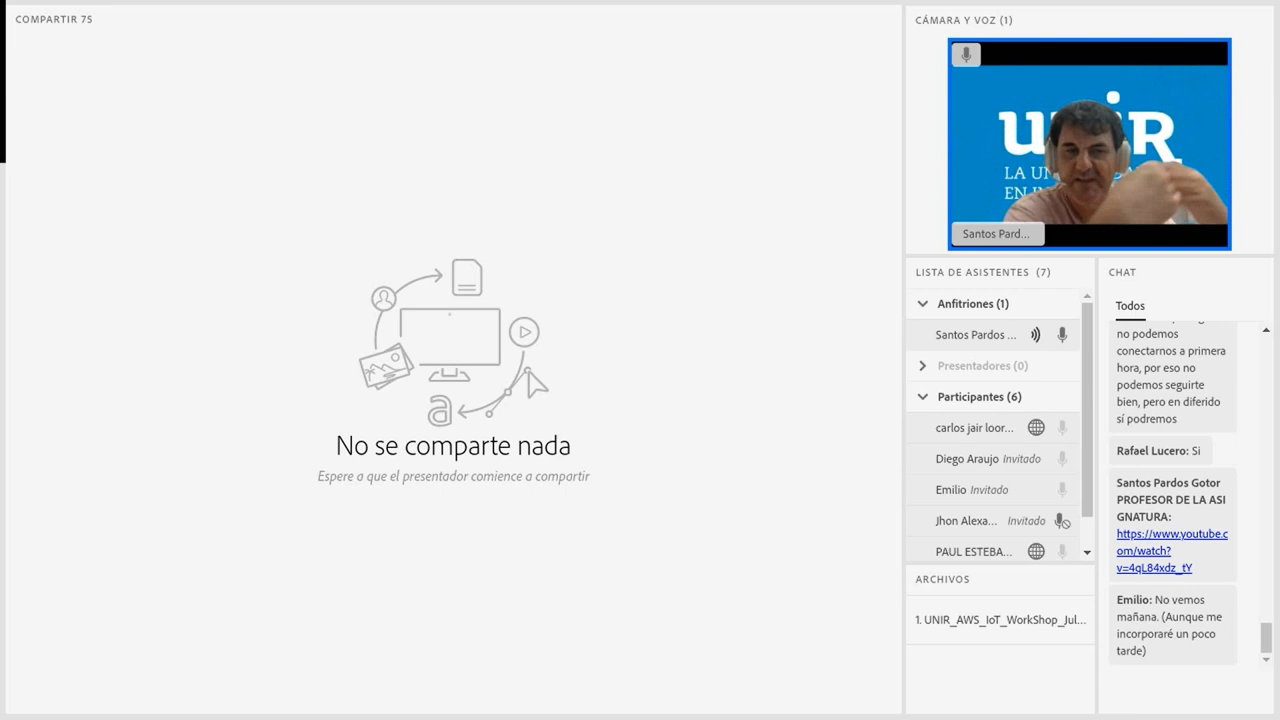 COMPARTIR 75
No se comparte nada
Espere a que el presentador comience a compartir
CÁMARA Y VOZ (1)
unir
LA UN
EN IN
Santos Pard...
LISTA DE ASISTENTES (7)
Anfitriones (1)
Santos Pardos ...
Presentadores (0)
Participantes (6)
carlos jair loor...
Diego Araujo Invitado
Emilio Invitado
Jhon Alexa... Invitado
PAUL ESTEBA...
ARCHIVOS
1. UNIR_AWS_IoT_WorkShop_Jul...
CHAT
Todos
no podemos
conectarnos a primera
hora, por eso no
podemos seguirte
bien, pero en diferido
sí podremos
Rafael Lucero: Si
Santos Pardos Gotor
PROFESOR DE LA ASI
GNATURA:
https://www.youtube.c
om/watch?
v=4qL84xdz_tY
Emilio: No vemos
mañana. (Aunque me
incorporaré un poco
tarde)